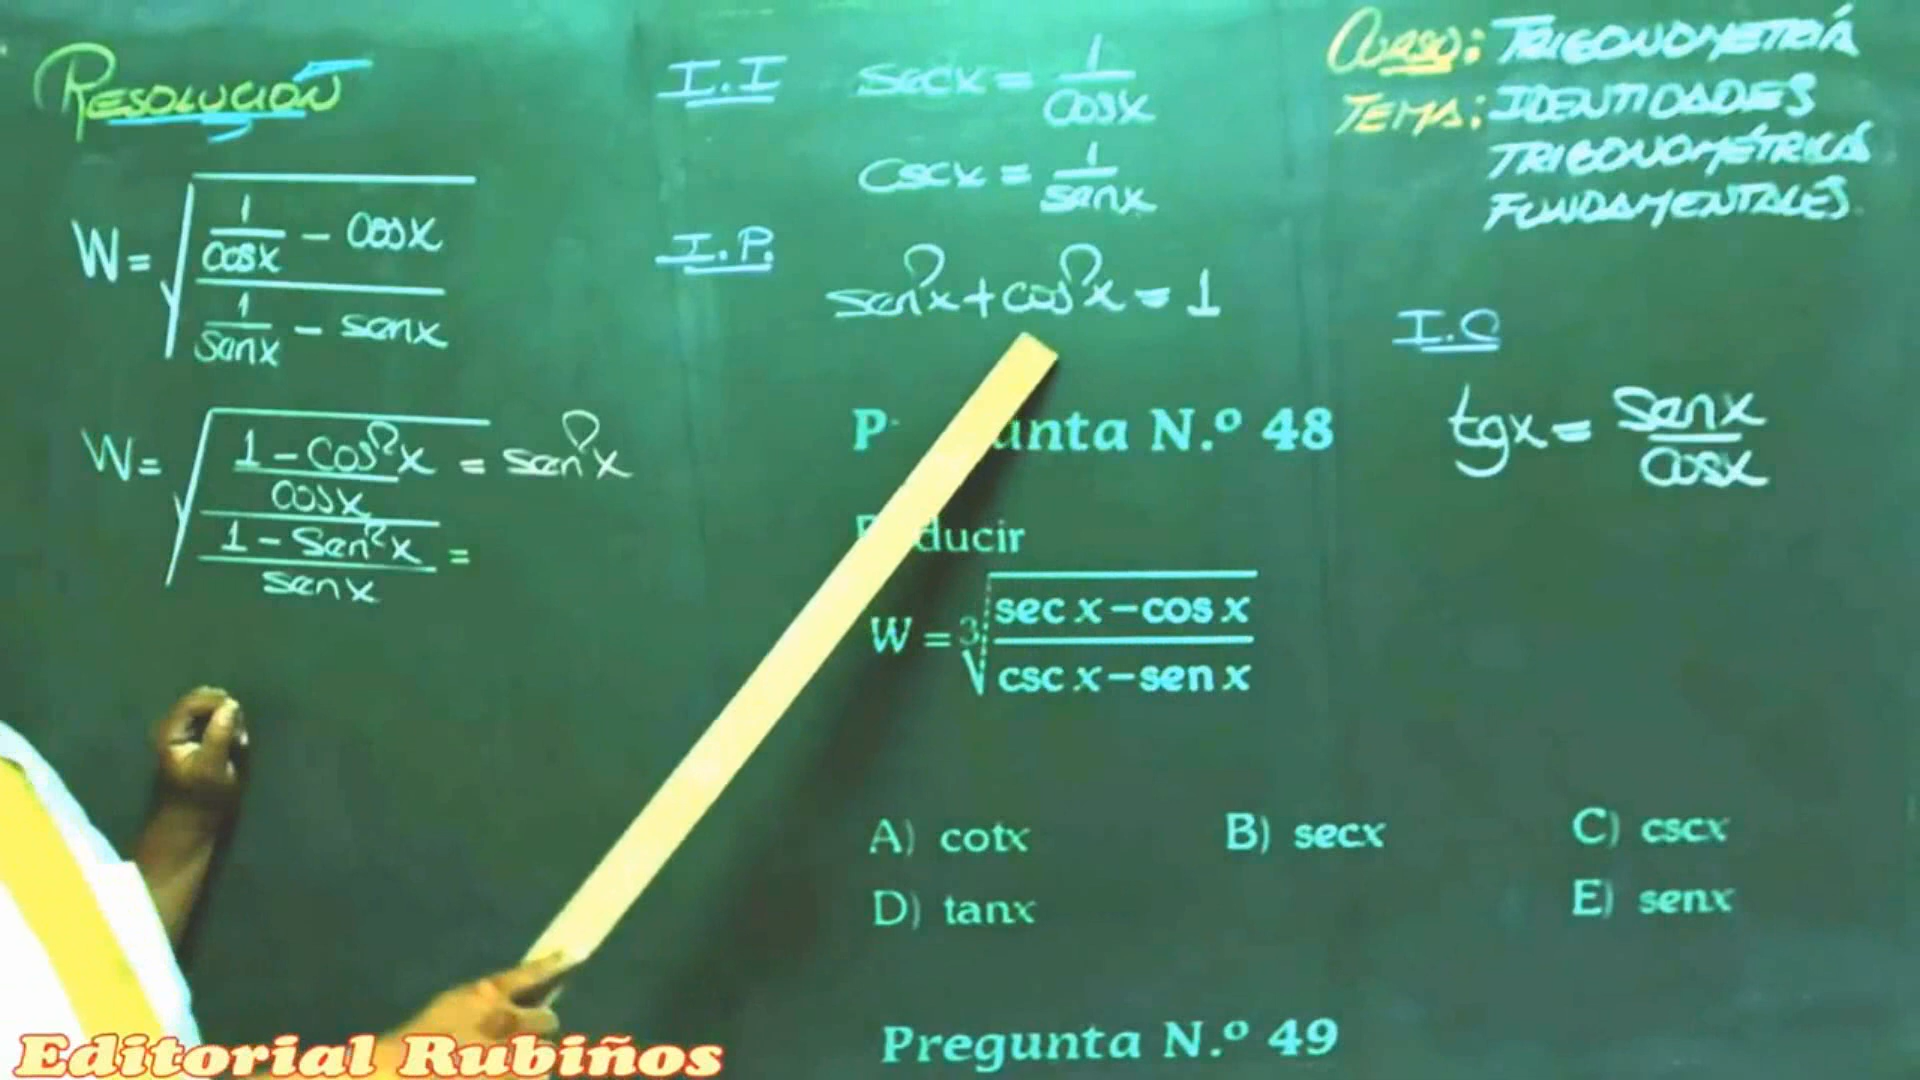 RESOLUCIÓN
W = √ 1/cosx - cosx / 1/senx - senx
W = √ 1 - cos²x / cosx / 1 - sen²x / senx
= sen²x
=
I.I secx = 1/cosx
cscx = 1/senx
I.P.
sen²x + cos²x = 1
CURSO: TRIGONOMETRÍA
TEMA: IDENTIDADES
TRIGONOMÉTRICAS
FUNDAMENTALES.
I.C
tgx = senx/cosx
N.º 48
W = ³√ sec x – cos x / csc x – sen x
A) cotx B) secx C) cscx
D) tanx E) senx
Pregunta N.º 49
Editorial Rubiños